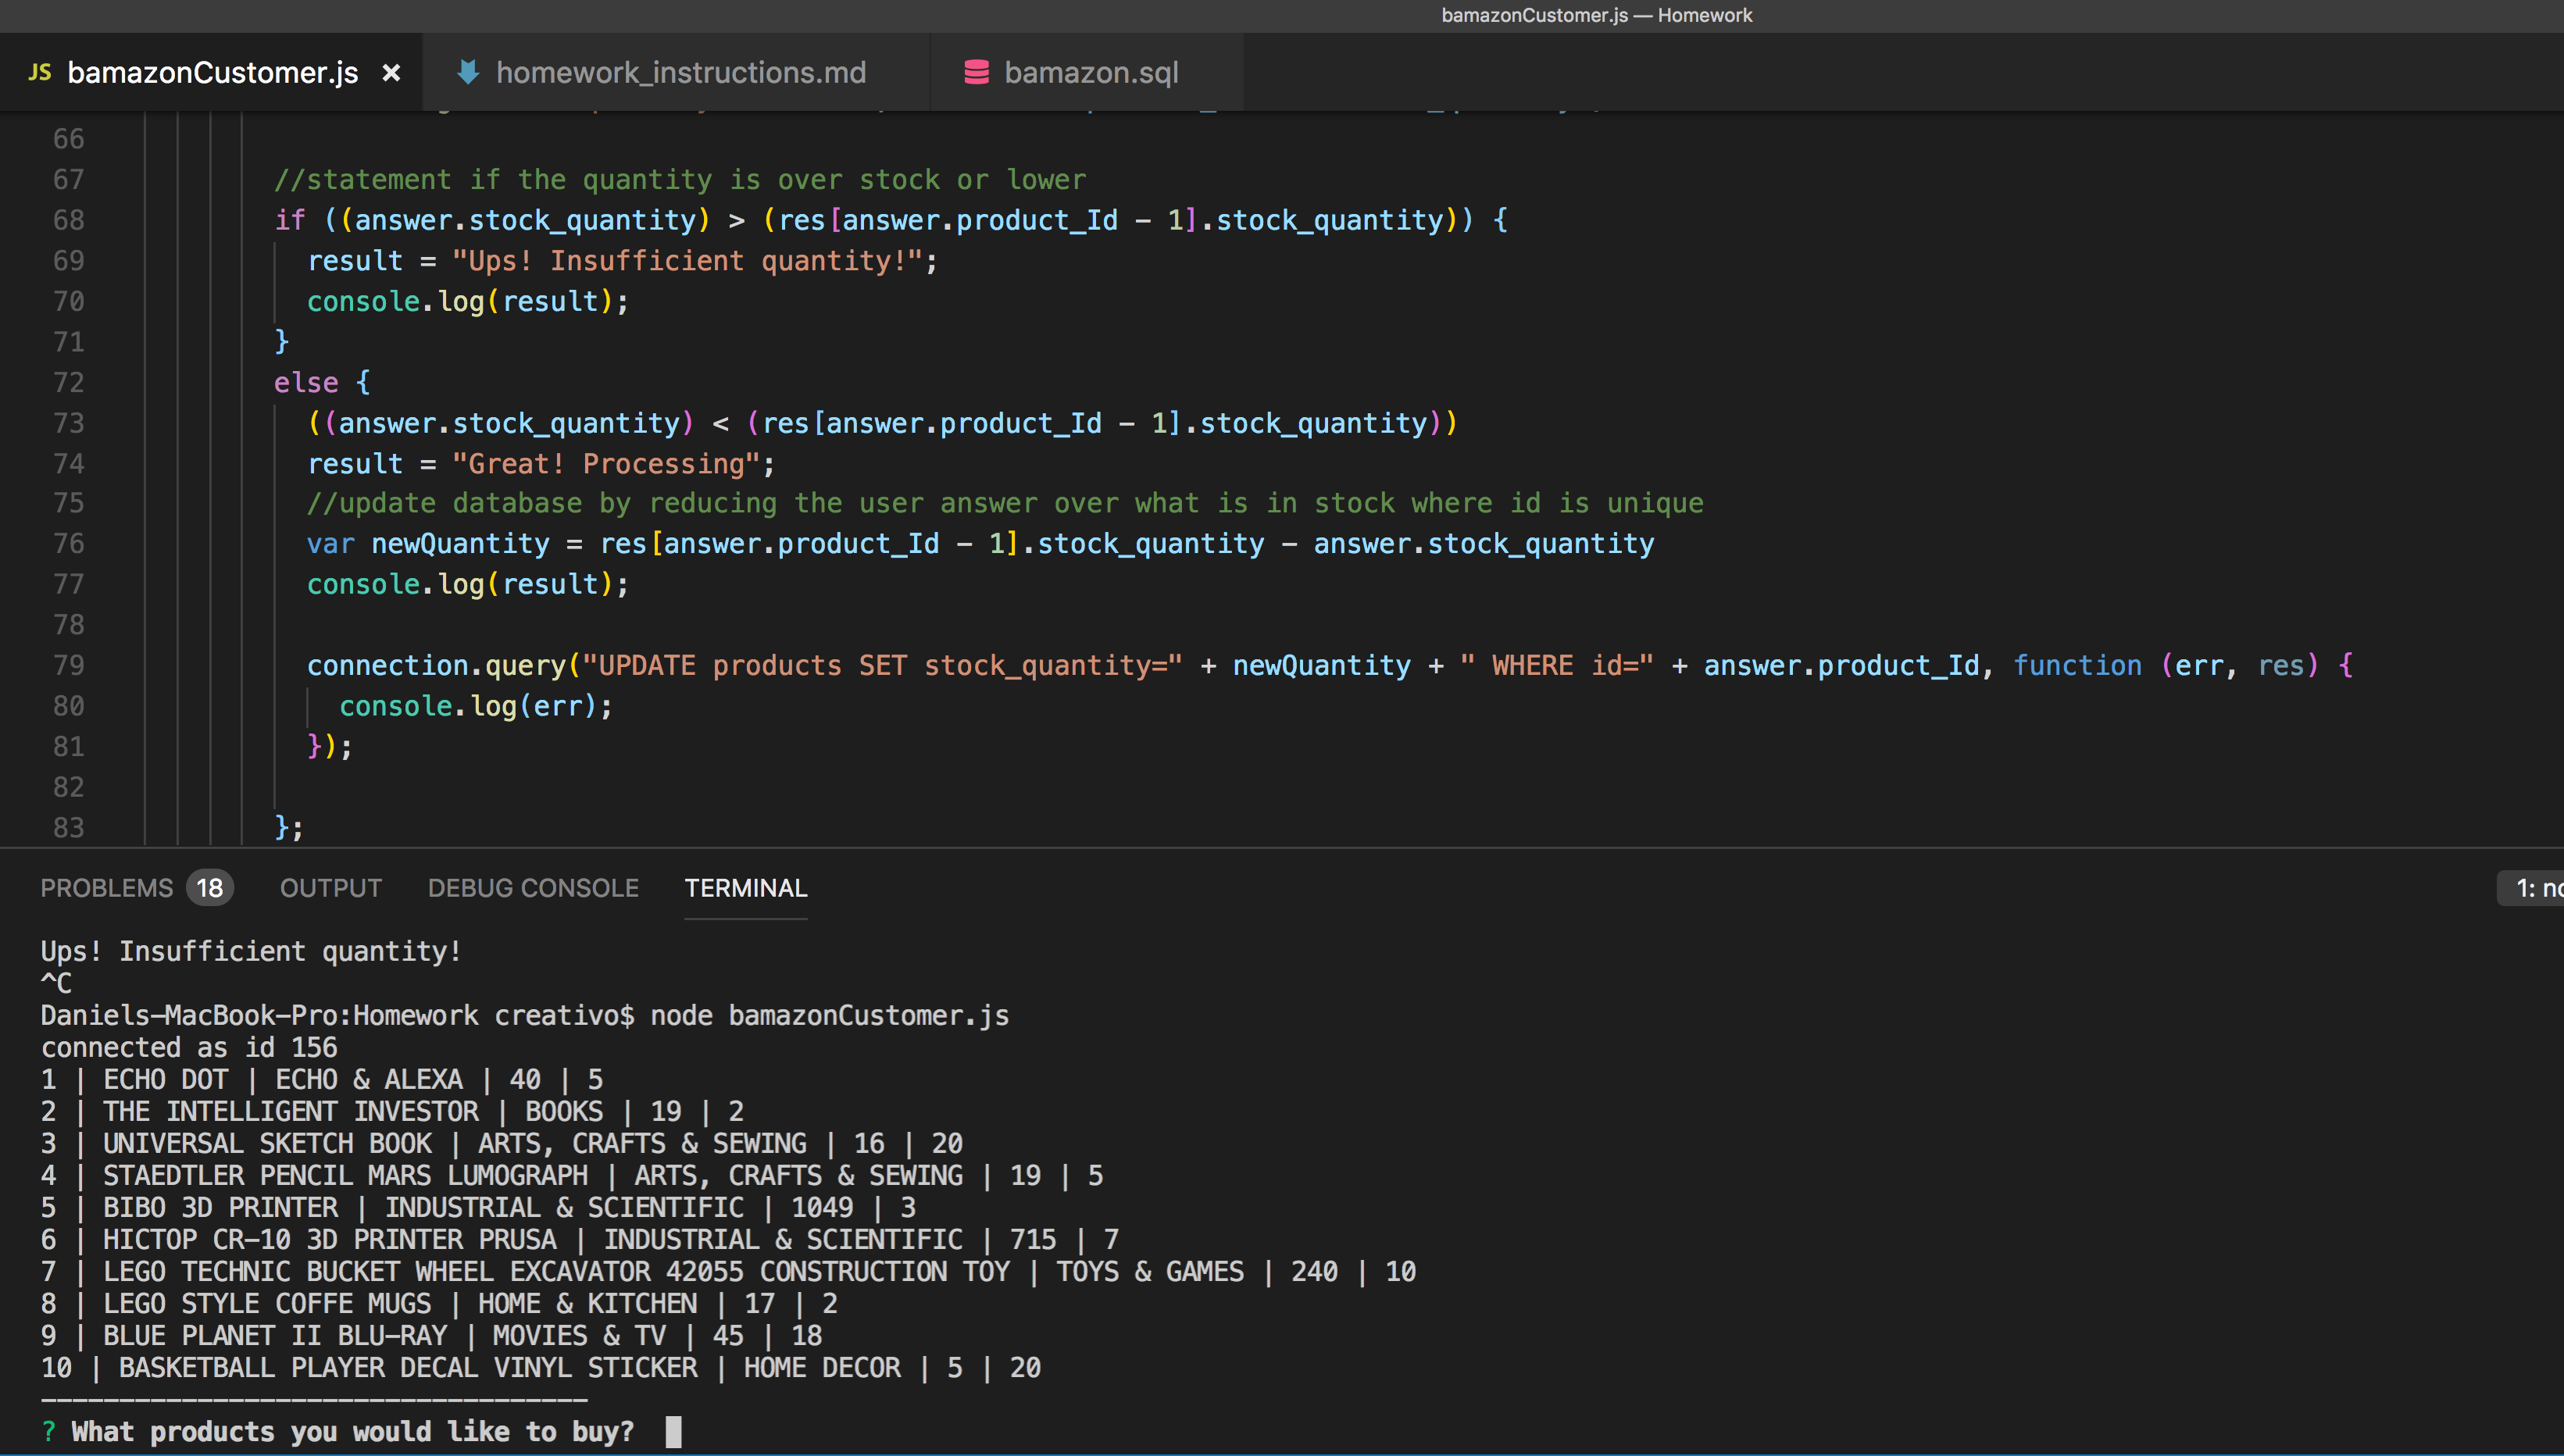 bamazonCustomer.js — Homework
JS bamazonCustomer.js × homework_instructions.md bamazon.sql
66
67 //statement if the quantity is over stock or lower
68 if ((answer.stock_quantity) > (res[answer.product_Id - 1].stock_quantity)) {
69 result = "Ups! Insufficient quantity!";
70 console.log(result);
71 }
72 else {
73 ((answer.stock_quantity) < (res[answer.product_Id - 1].stock_quantity))
74 result = "Great! Processing";
75 //update database by reducing the user answer over what is in stock where id is unique
76 var newQuantity = res[answer.product_Id - 1].stock_quantity - answer.stock_quantity
77 console.log(result);
78
79 connection.query("UPDATE products SET stock_quantity=" + newQuantity + " WHERE id=" + answer.product_Id, function (err, res) {
80 console.log(err);
81 });
82
83 };
PROBLEMS 18 OUTPUT DEBUG CONSOLE TERMINAL 1:
Ups! Insufficient quantity!
^C
Daniels-MacBook-Pro:Homework creativo$ node bamazonCustomer.js
connected as id 156
1 | ECHO DOT | ECHO & ALEXA | 40 | 5
2 | THE INTELLIGENT INVESTOR | BOOKS | 19 | 2
3 | UNIVERSAL SKETCH BOOK | ARTS, CRAFTS & SEWING | 16 | 20
4 | STAEDTLER PENCIL MARS LUMOGRAPH | ARTS, CRAFTS & SEWING | 19 | 5
5 | BIBO 3D PRINTER | INDUSTRIAL & SCIENTIFIC | 1049 | 3
6 | HICTOP CR-10 3D PRINTER PRUSA | INDUSTRIAL & SCIENTIFIC | 715 | 7
7 | LEGO TECHNIC BUCKET WHEEL EXCAVATOR 42055 CONSTRUCTION TOY | TOYS & GAMES | 240 | 10
8 | LEGO STYLE COFFE MUGS | HOME & KITCHEN | 17 | 2
9 | BLUE PLANET II BLU-RAY | MOVIES & TV | 45 | 18
10 | BASKETBALL PLAYER DECAL VINYL STICKER | HOME DECOR | 5 | 20
-----------------------------------
? What products you would like to buy?